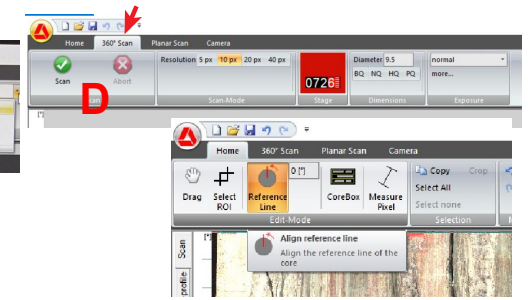 Home 360° Scan Planar Scan Camera
Resolution 5 px 10 px 20 px 40 px
Diameter 9.5
normal
BQ NQ HQ PQ
more...
Scan Abort
0726
D
Scan-Mode Stage Dimensions Exposure
Home 360° Scan Planar Scan Camera
0 [°]
Copy Crop
Select All
Select none
Drag Select ROI Reference Line CoreBox Measure Pixel
Edit-Mode Selection
Align reference line
Align the reference line of the
core
Scan
profile